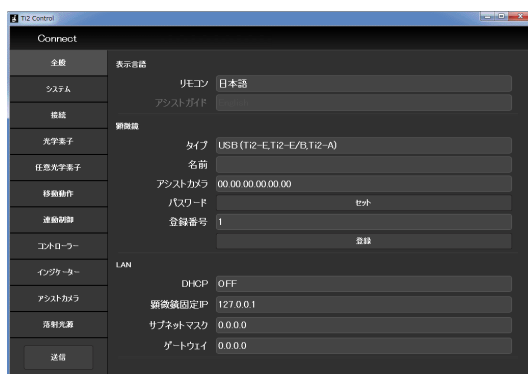 Ti2 Control
Connect
全般
システム
接続
光学素子
任意光学素子
移動動作
連動制御
コントローラー
インジケーター
アシストカメラ
落射光源
送信
表示言語
リモコン 日本語
アシストガイド
顕微鏡
タイプ USB (Ti2-E,Ti2-E/B,Ti2-A)
名前
アシストカメラ 00.00.00.00.00.00
パスワード セット
登録番号 1
登録
LAN
DHCP OFF
顕微鏡固定IP 127.0.0.1
サブネットマスク 0.0.0.0
ゲートウェイ 0.0.0.0